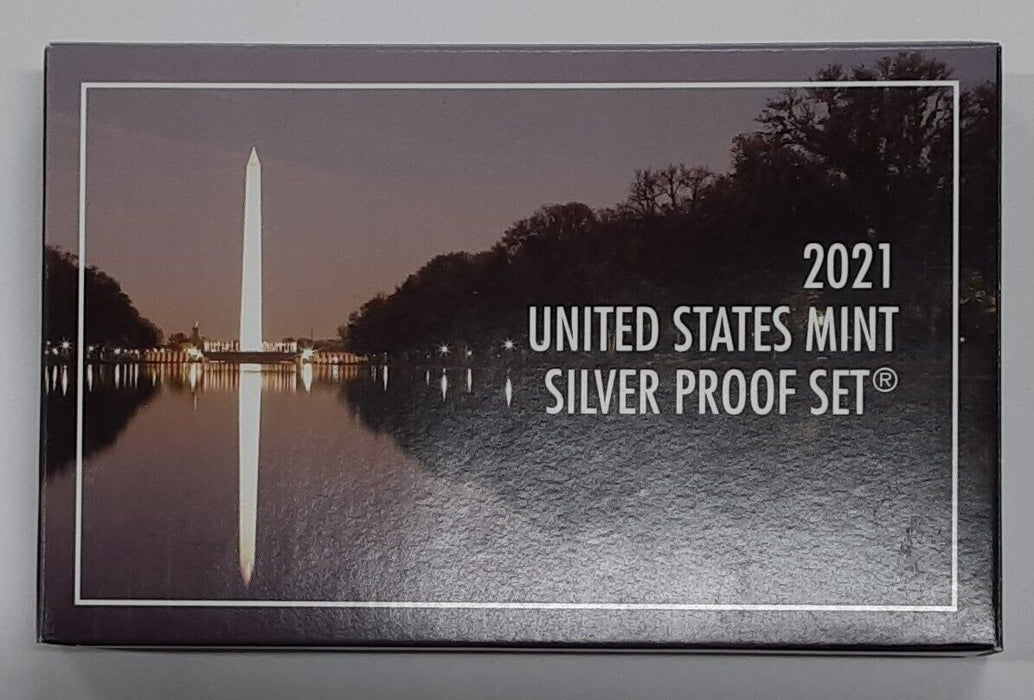 2021
UNITED STATES MINT
SILVER PROOF SET®